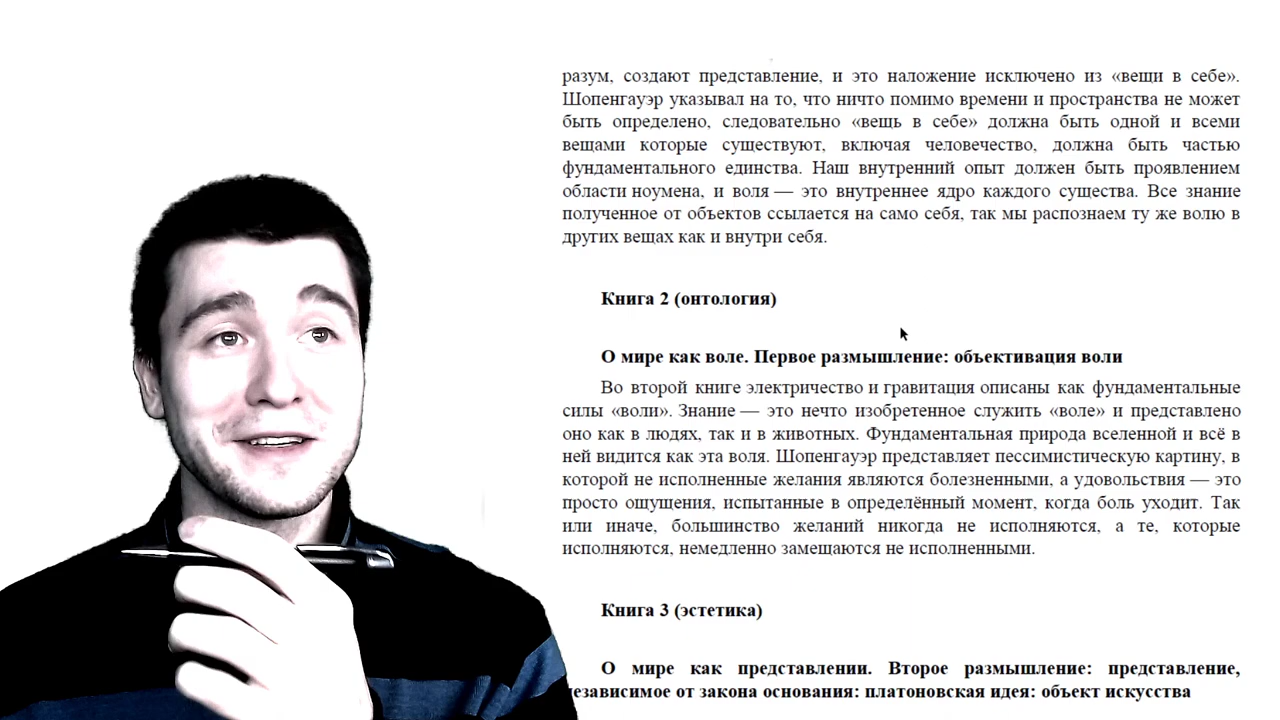 разум, создают представление, и это наложение исключено из «вещи в себе».
Шопенгауэр указывал на то, что ничто помимо времени и пространства не может
быть определено, следовательно «вещь в себе» должна быть одной и всеми
вещами которые существуют, включая человечество, должна быть частью
фундаментального единства. Наш внутренний опыт должен быть проявлением
области ноумена, и воля — это внутреннее ядро каждого существа. Все знание
полученное от объектов ссылается на само себя, так мы распознаем ту же волю в
других вещах как и внутри себя.
Книга 2 (онтология)
О мире как воле. Первое размышление: объективация воли
Во второй книге электричество и гравитация описаны как фундаментальные
силы «воли». Знание — это нечто изобретенное служить «воле» и представлено
оно как в людях, так и в животных. Фундаментальная природа вселенной и всё в
ней видится как эта воля. Шопенгауэр представляет пессимистическую картину, в
которой не исполненные желания являются болезненными, а удовольствия — это
просто ощущения, испытанные в определённый момент, когда боль уходит. Так
или иначе, большинство желаний никогда не исполняются, а те, которые
исполняются, немедленно замещаются не исполненными.
Книга 3 (эстетика)
О мире как представлении. Второе размышление: представление,
независимое от закона основания: платоновская идея: объект искусства